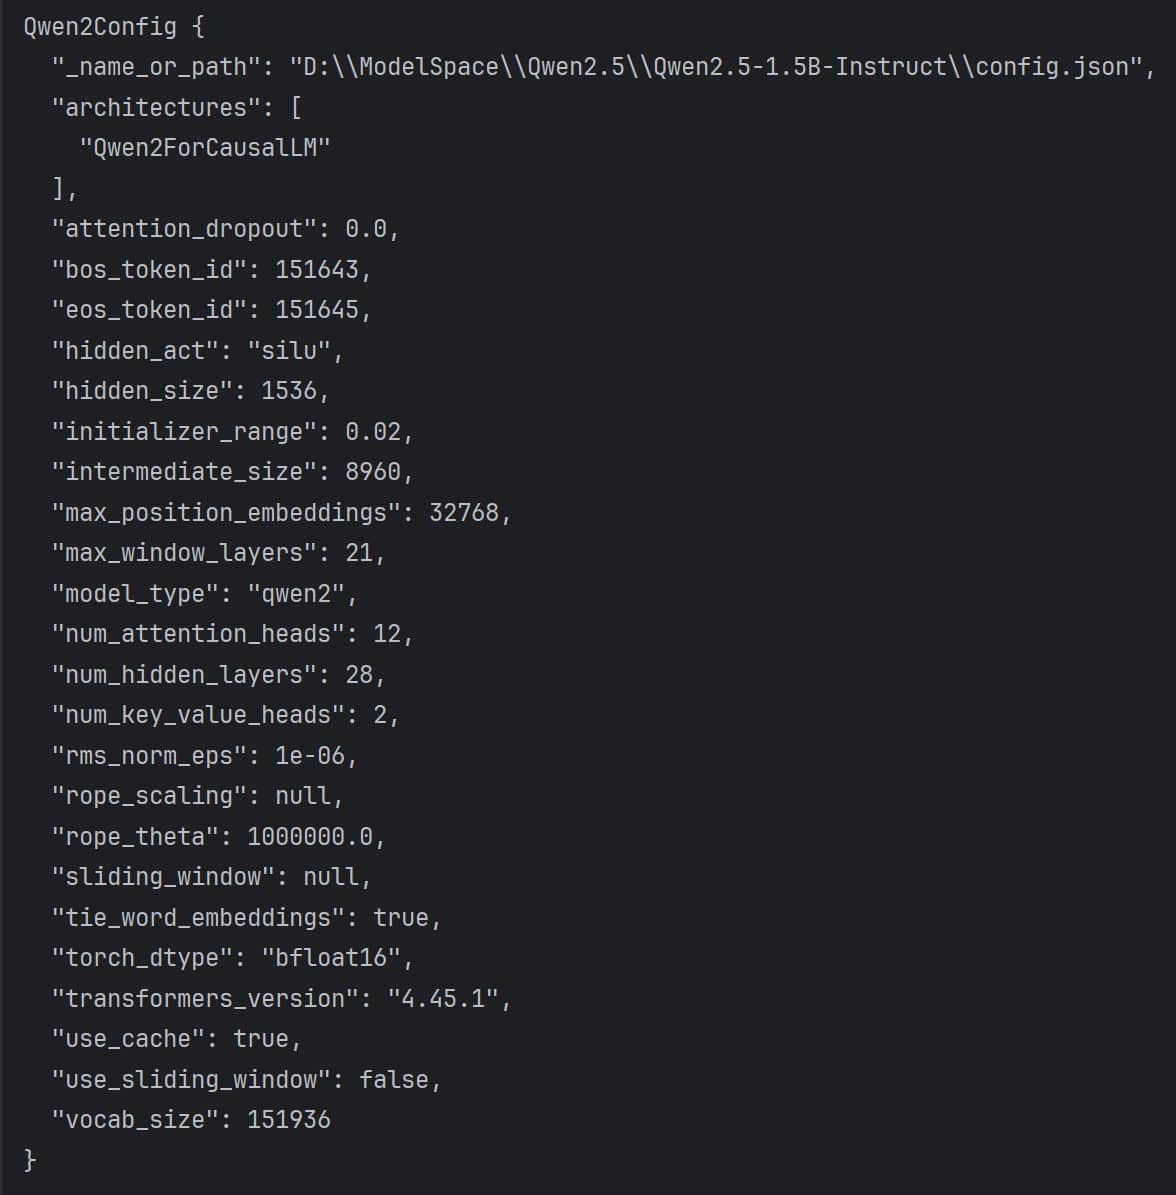 Qwen2Config {
  "_name_or_path": "D:\\ModelSpace\\Qwen2.5\\Qwen2.5-1.5B-Instruct\\config.json",
  "architectures": [
    "Qwen2ForCausalLM"
  ],
  "attention_dropout": 0.0,
  "bos_token_id": 151643,
  "eos_token_id": 151645,
  "hidden_act": "silu",
  "hidden_size": 1536,
  "initializer_range": 0.02,
  "intermediate_size": 8960,
  "max_position_embeddings": 32768,
  "max_window_layers": 21,
  "model_type": "qwen2",
  "num_attention_heads": 12,
  "num_hidden_layers": 28,
  "num_key_value_heads": 2,
  "rms_norm_eps": 1e-06,
  "rope_scaling": null,
  "rope_theta": 1000000.0,
  "sliding_window": null,
  "tie_word_embeddings": true,
  "torch_dtype": "bfloat16",
  "transformers_version": "4.45.1",
  "use_cache": true,
  "use_sliding_window": false,
  "vocab_size": 151936
}